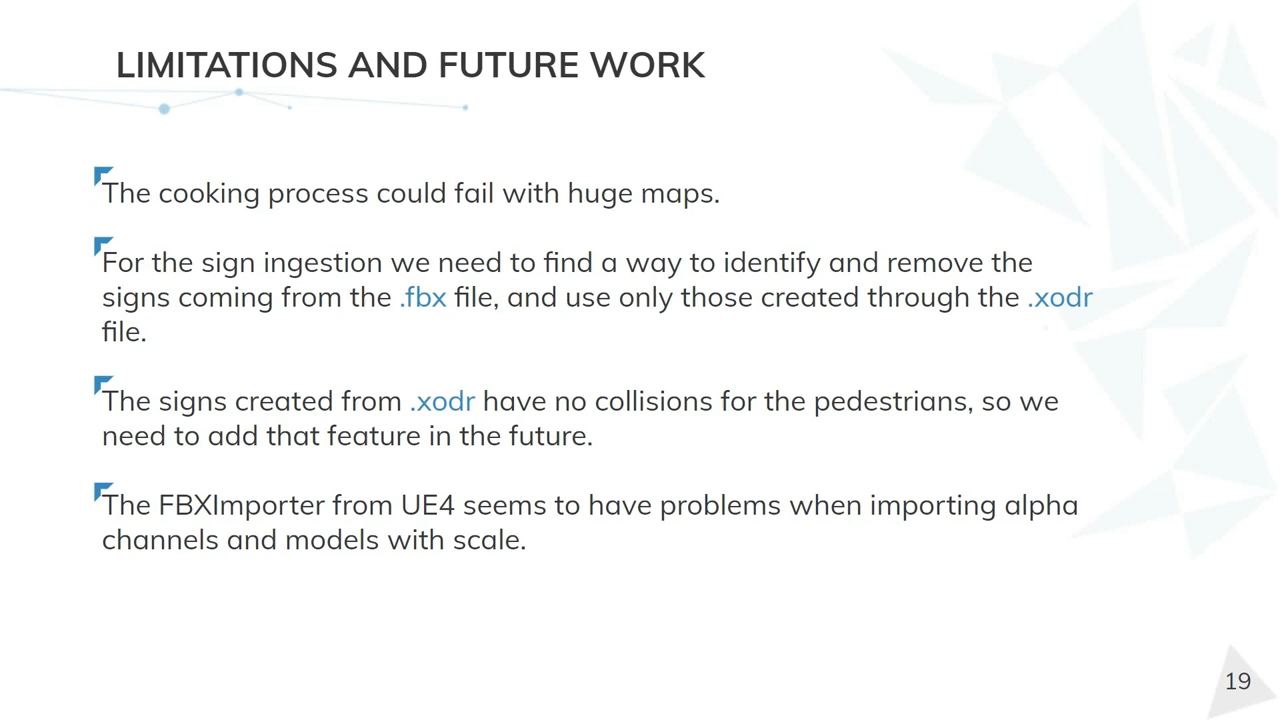 LIMITATIONS AND FUTURE WORK
The cooking process could fail with huge maps.
For the sign ingestion we need to find a way to identify and remove the
signs coming from the .fbx file, and use only those created through the .xodr
file.
The signs created from .xodr have no collisions for the pedestrians, so we
need to add that feature in the future.
The FBXImporter from UE4 seems to have problems when importing alpha
channels and models with scale.
19